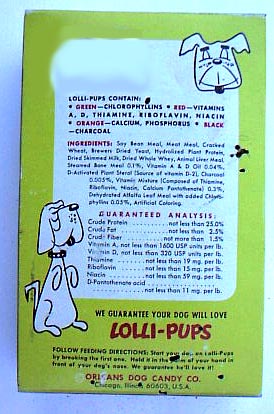 LOLLI-PUPS CONTAIN:
• GREEN—CHLOROPHYLLINS • RED—VITAMINS
A, D, THIAMINE, RIBOFLAVIN, NIACIN
• ORANGE—CALCIUM, PHOSPHORUS • BLACK
—CHARCOAL
INGREDIENTS: Soy Bean Meal, Meat Meal, Cracked
Wheat, Brewers Dried Yeast, Hydrolized Plant Protein,
Dried Skimmed Milk, Dried Whole Whey, Animal Liver Meal,
Steamed Bone Meal 0.1%, Vitamin A & D Oil 0.04%,
D-Activated Plant Sterol (Source of vitamin D-2), Charcoal
0.005%, Vitamin Mixture (Composed of Thiamine,
Riboflavin, Niacin, Calcium Pantothenate) 0.3%,
Dehydrated Alfalfa Leaf Meal with added Chloro-
phyllins 0.05%, Artificial Coloring.
GUARANTEED ANALYSIS:
Crude Protein ........ not less than 25.0%
Crude Fat ........ not less than 2.5%
Crude Fiber ........ not more than 1.5%
Vitamin A, not less than 1600 USP units per lb.
Vitamin D, not less than 320 USP units per lb.
Thiamine ........ not less than 19 mg. per lb.
Riboflavin ........ not less than 15 mg. per lb.
Niacin ........ not less than 59 mg. per lb.
D-Pantothenate acid ........
........ not less than 11 mg. per lb.
WE GUARANTEE YOUR DOG WILL LOVE
LOLLI-PUPS
FOLLOW FEEDING DIRECTIONS: Start your dog on Lolli-Pups
by breaking the first one. Hold it in the palm of your hand in
front of your dog's nose. We guarantee he'll love it!
ORLEANS DOG CANDY CO.
Chicago, Illinois 60603, U.S.A.